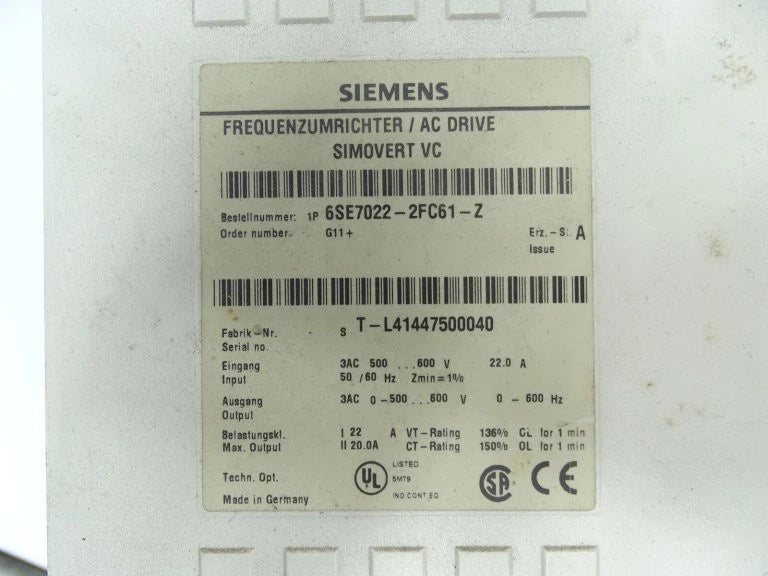 SIEMENS
FREQUENZUMRICHTER / AC DRIVE
SIMOVERT VC
Bestellnummer: 1P 6SE7022-2FC61-Z
Order number. G11+ Erz.-S. A
Issue
Fabrik-Nr. S T-L41447500040
Serial no.
Eingang 3AC 500 ...600 V 22.0 A
Input 50 /60 Hz Zmin=1%
Ausgang 3AC 0-500...600 V 0 - 600 Hz
Output
Belastungskl. I 22 A VT-Rating 136% OL for 1 min
Max. Output II 20.0A CT-Rating 150% OL for 1 min
Techn. Opt. UL LISTED
5M79
IND.CONT.EQ
SA CE
Made in Germany